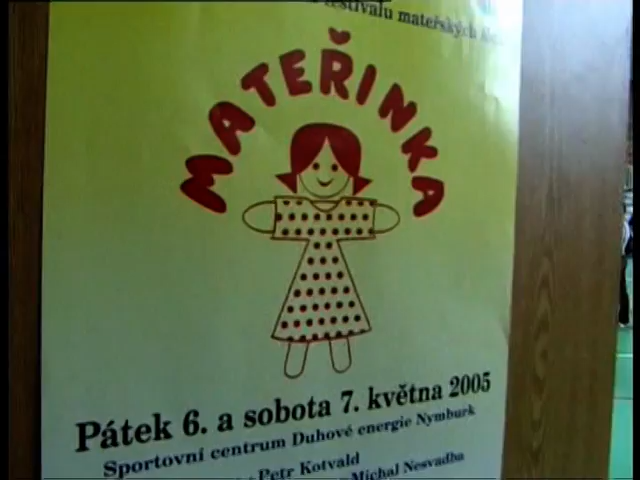 festivalu mateřských
MATEŘINKA
Pátek 6. a sobota 7. května 2005
Sportovní centrum Duhové energie Nymburk
Petr Kotvald
Michal Nesvadba